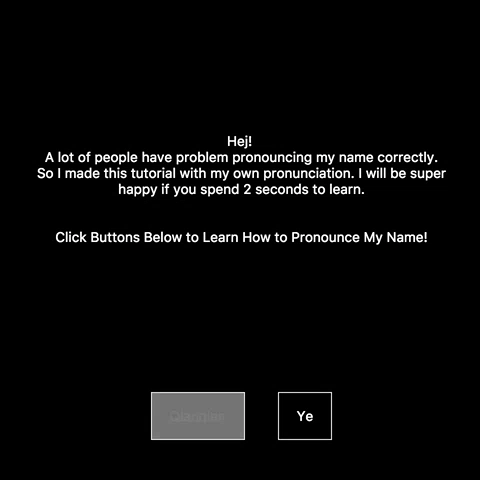 Hej!
A lot of people have problem pronouncing my name correctly.
So I made this tutorial with my own pronunciation. I will be super
happy if you spend 2 seconds to learn.
Click Buttons Below to Learn How to Pronounce My Name!
Ye